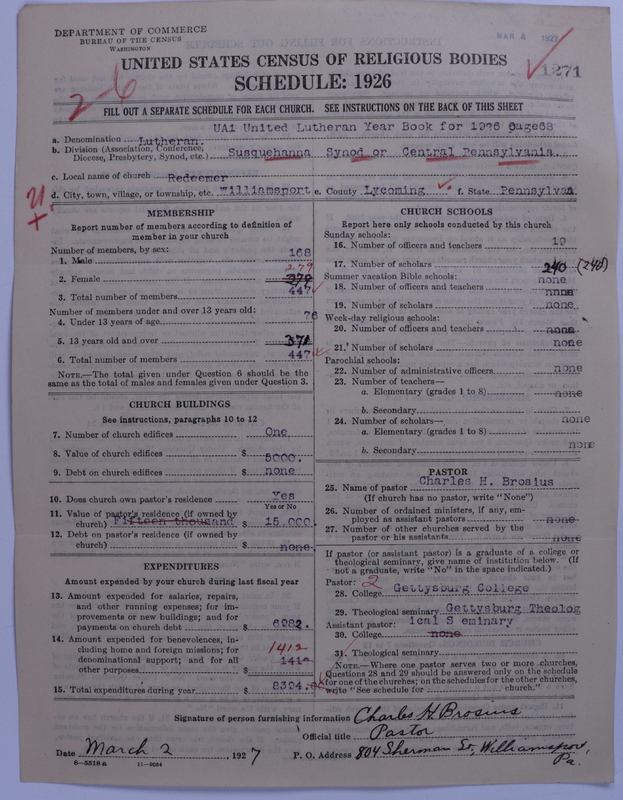 DEPARTMENT OF COMMERCE
BUREAU OF THE CENSUS
WASHINGTON
MAR 4 1927
UNITED STATES CENSUS OF RELIGIOUS BODIES
SCHEDULE: 1926
1271
2-6
FILL OUT A SEPARATE SCHEDULE FOR EACH CHURCH. SEE INSTRUCTIONS ON THE BACK OF THIS SHEET
UA1 United Lutheran Year Book for 1926 page68
a. Denomination Lutheran.
b. Division (Association, Conference, Diocese, Presbytery, Synod, etc.) Susquehanna Synod or Central Pennsylvania.
c. Local name of church Redeemer
d. City, town, village, or township, etc. Williamsport e. County Lycoming f. State Pennsylvan
MEMBERSHIP
Report number of members according to definition of member in your church
Number of members, by sex:
1. Male 168
2. Female 279
3. Total number of members 447
Number of members under and over 13 years old:
4. Under 13 years of age 76
5. 13 years old and over 371
6. Total number of members 447
NOTE.—The total given under Question 6 should be the same as the total of males and females given under Question 3.
CHURCH BUILDINGS
See instructions, paragraphs 10 to 12
7. Number of church edifices One
8. Value of church edifices $ 5000.
9. Debt on church edifices $ none
10. Does church own pastor's residence Yes
Yes or No
11. Value of pastor's residence (if owned by church) Fifteen thousand $ 15,000.
12. Debt on pastor's residence (if owned by church) $ none.
EXPENDITURES
Amount expended by your church during last fiscal year
13. Amount expended for salaries, repairs, and other running expenses; for improvements or new buildings; and for payments on church debt $ 6982.
14. Amount expended for benevolences, including home and foreign missions; for denominational support; and for all other purposes $ 1412
1412
15. Total expenditures during year $ 8394.
CHURCH SCHOOLS
Report here only schools conducted by this church
Sunday schools:
16. Number of officers and teachers 19
17. Number of scholars 240 (248)
Summer vacation Bible schools:
18. Number of officers and teachers none
none
19. Number of scholars none
Week-day religious schools:
20. Number of officers and teachers none
21. Number of scholars none
Parochial schools:
22. Number of administrative officers none
23. Number of teachers—
a. Elementary (grades 1 to 8) none
b. Secondary
24. Number of scholars— none
a. Elementary (grades 1 to 8)
b. Secondary none
PASTOR
25. Name of pastor Charles H. Brosius
(If church has no pastor, write "None")
26. Number of ordained ministers, if any, employed as assistant pastors none
27. Number of other churches served by the pastor or his assistants none
If pastor (or assistant pastor) is a graduate of a college or theological seminary, give name of institution below. (If not a graduate, write "No" in the space indicated.)
Pastor: 2
28. College Gettysburg College
29. Theological seminary Gettysburg Theolog
Assistant pastor: ical S eminary
30. College none
31. Theological seminary
NOTE.—Where one pastor serves two or more churches, Questions 28 and 29 should be answered only on the schedule for one of the churches; on the schedules for the other churches, write "See schedule for church."
Signature of person furnishing information Charles H. Brosius
Official title Pastor
Date March 2, 1927 P. O. Address 804 Sherman St, Williamsport, Pa.
8-5518 a 11-9084